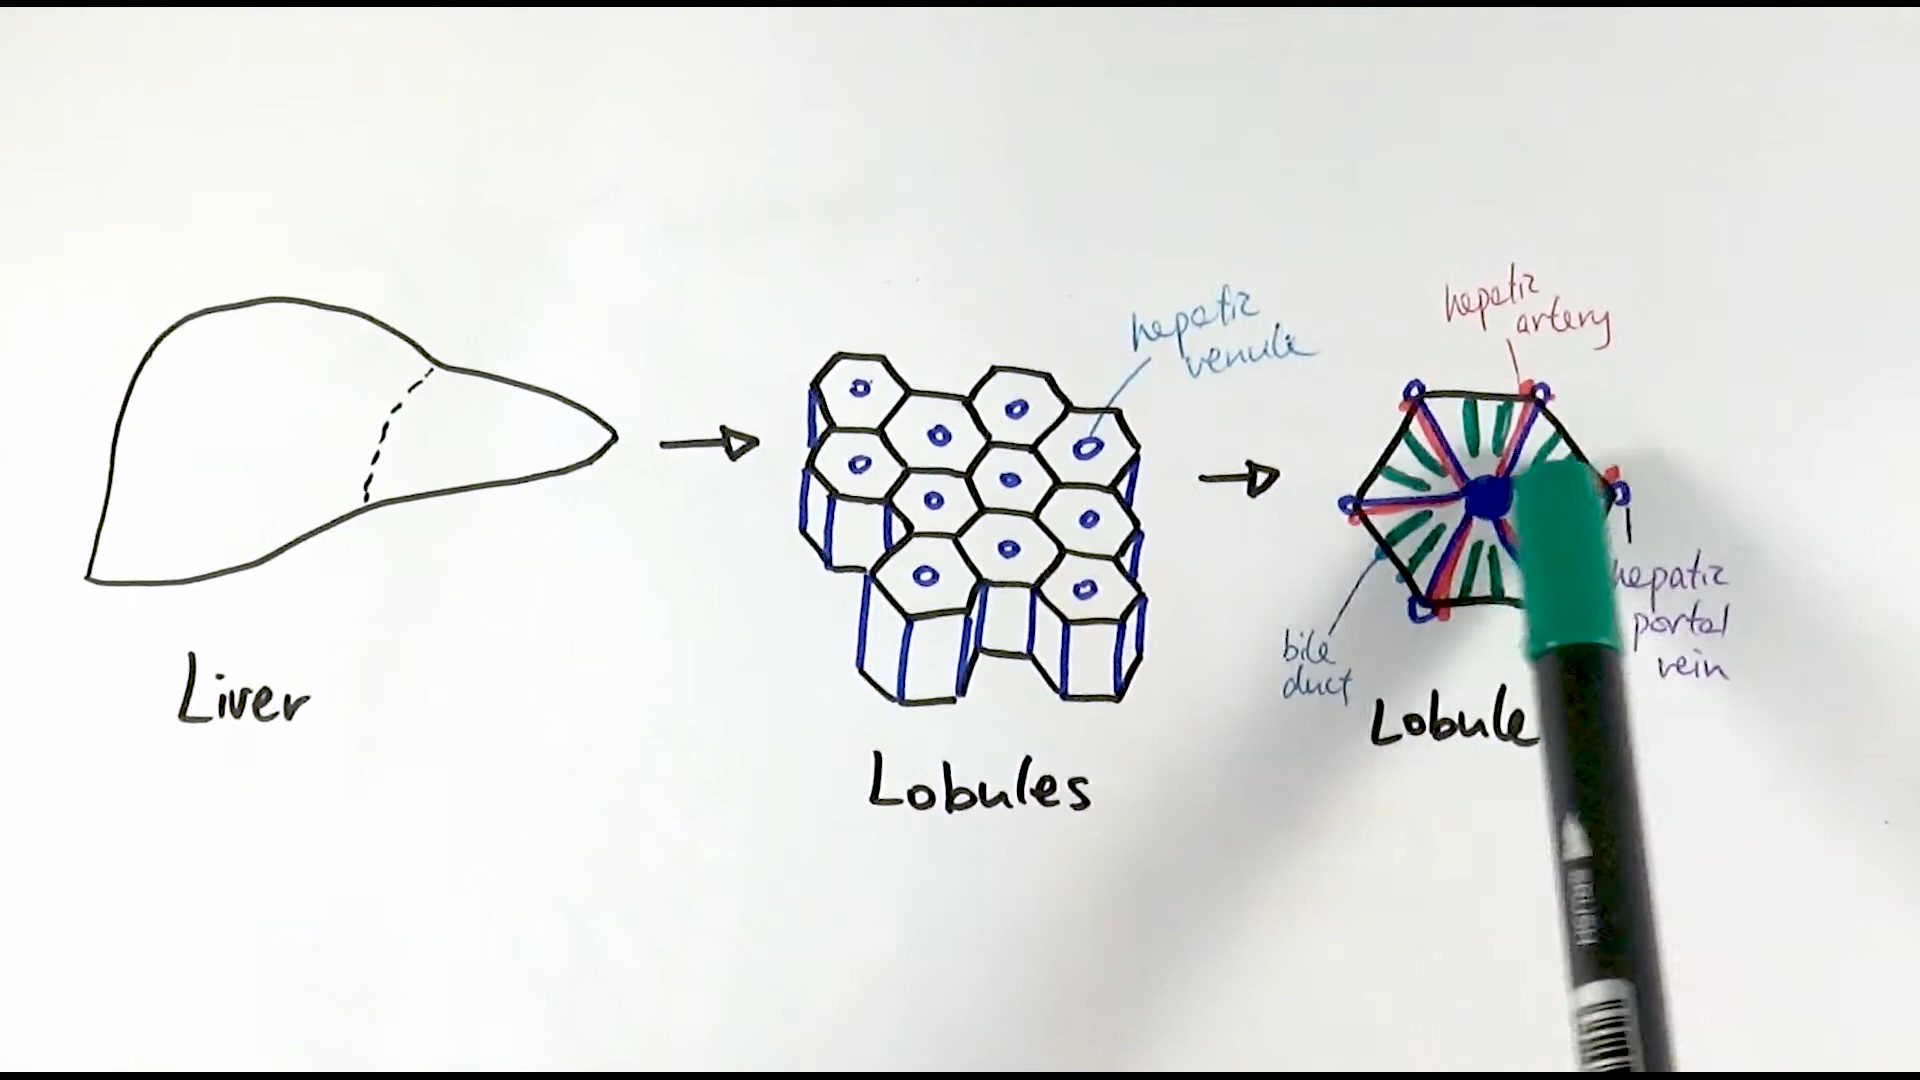 hepatic
venule
hepatic
artery
hepatic
portal
vein
bile
duct
Liver
Lobules
Lobule